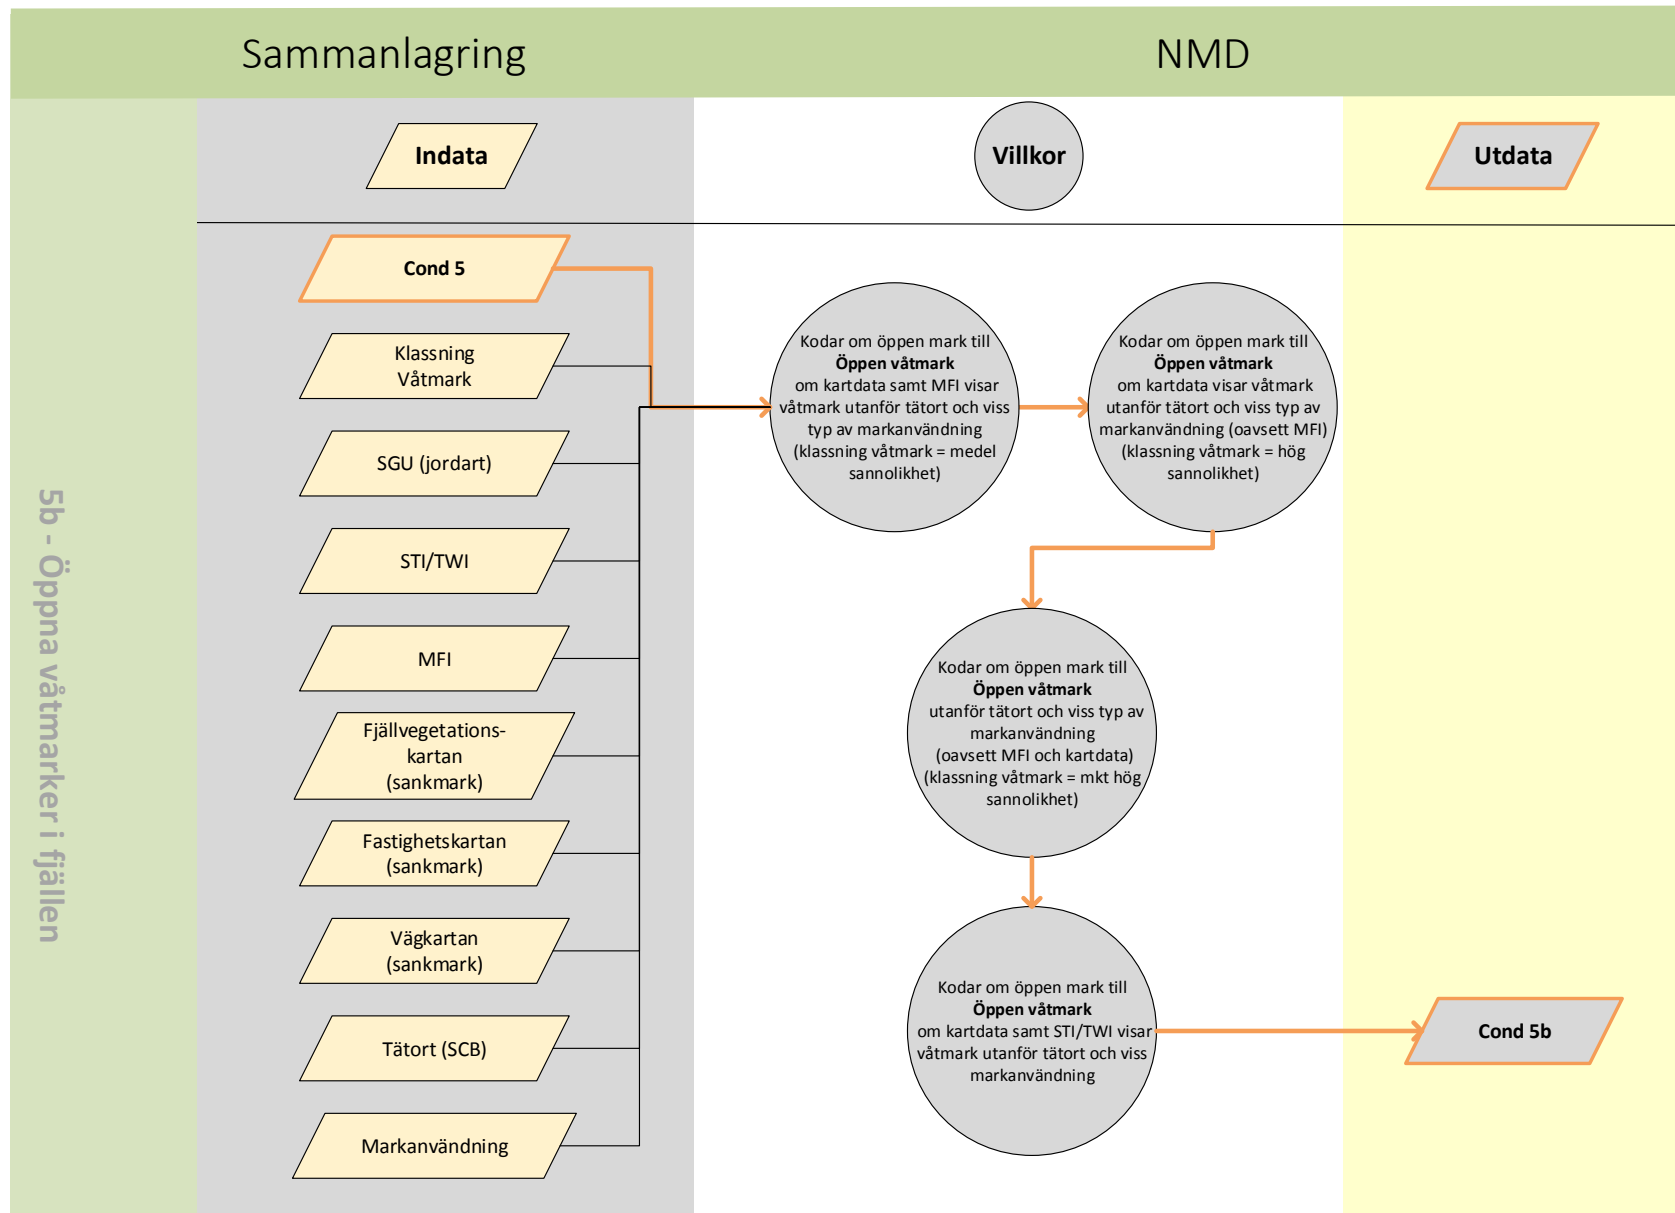 Sammanlagring
NMD
Indata
Villkor
Utdata
5b - Öppna våtmarker i fjällen
Cond 5
Klassning
Våtmark
SGU (jordart)
STI/TWI
MFI
Fjällvegetations-
kartan
(sankmark)
Fastighetskartan
(sankmark)
Vägkartan
(sankmark)
Tätort (SCB)
Markanvändning
Kodar om öppen mark till
Öppen våtmark
om kartdata samt MFI visar
våtmark utanför tätort och viss
typ av markanvändning
(klassning våtmark = medel
sannolikhet)
Kodar om öppen mark till
Öppen våtmark
om kartdata visar våtmark
utanför tätort och viss typ av
markanvändning (oavsett MFI)
(klassning våtmark = hög
sannolikhet)
Kodar om öppen mark till
Öppen våtmark
utanför tätort och viss typ av
markanvändning
(oavsett MFI och kartdata)
(klassning våtmark = mkt hög
sannolikhet)
Kodar om öppen mark till
Öppen våtmark
om kartdata samt STI/TWI visar
våtmark utanför tätort och viss
markanvändning
Cond 5b